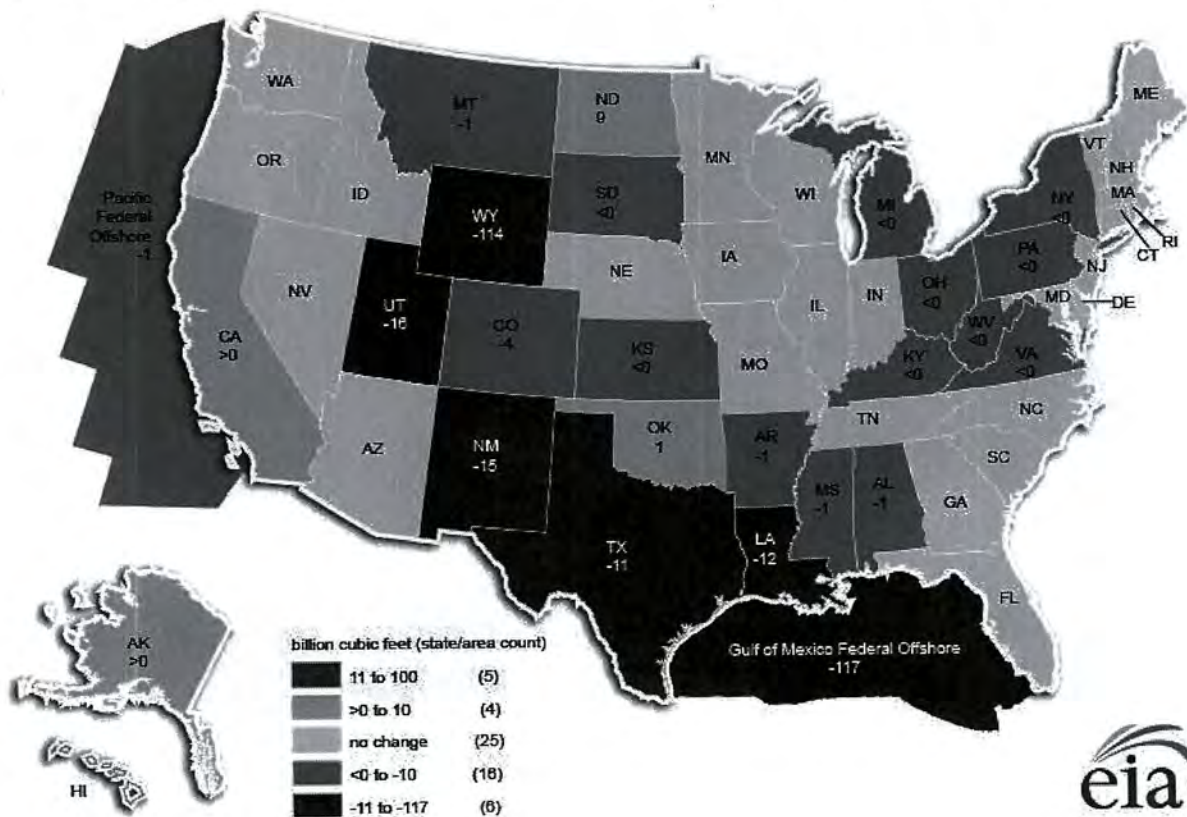 WA
MT
-1
ND
9
ME
VT
NH
MA
RI
CT
OR
ID
MN
WI
MI
<0
NY
<0
Pacific
Federal
Offshore
-1
WY
-114
SD
<0
IA
PA
<0
NJ
NV
UT
-16
NE
IL
IN
OH
<0
MD
DE
CA
>0
CO
-4
KS
<0
MO
WV
<0
KY
<0
VA
<0
AZ
NM
-15
OK
1
AR
-1
TN
NC
SC
MS
-1
AL
-1
GA
TX
-11
LA
-12
FL
Gulf of Mexico Federal Offshore
-117
AK
>0
HI
billion cubic feet (state/area count)
11 to 100 (5)
>0 to 10 (4)
no change (25)
<0 to -10 (16)
-11 to -117 (6)
eia